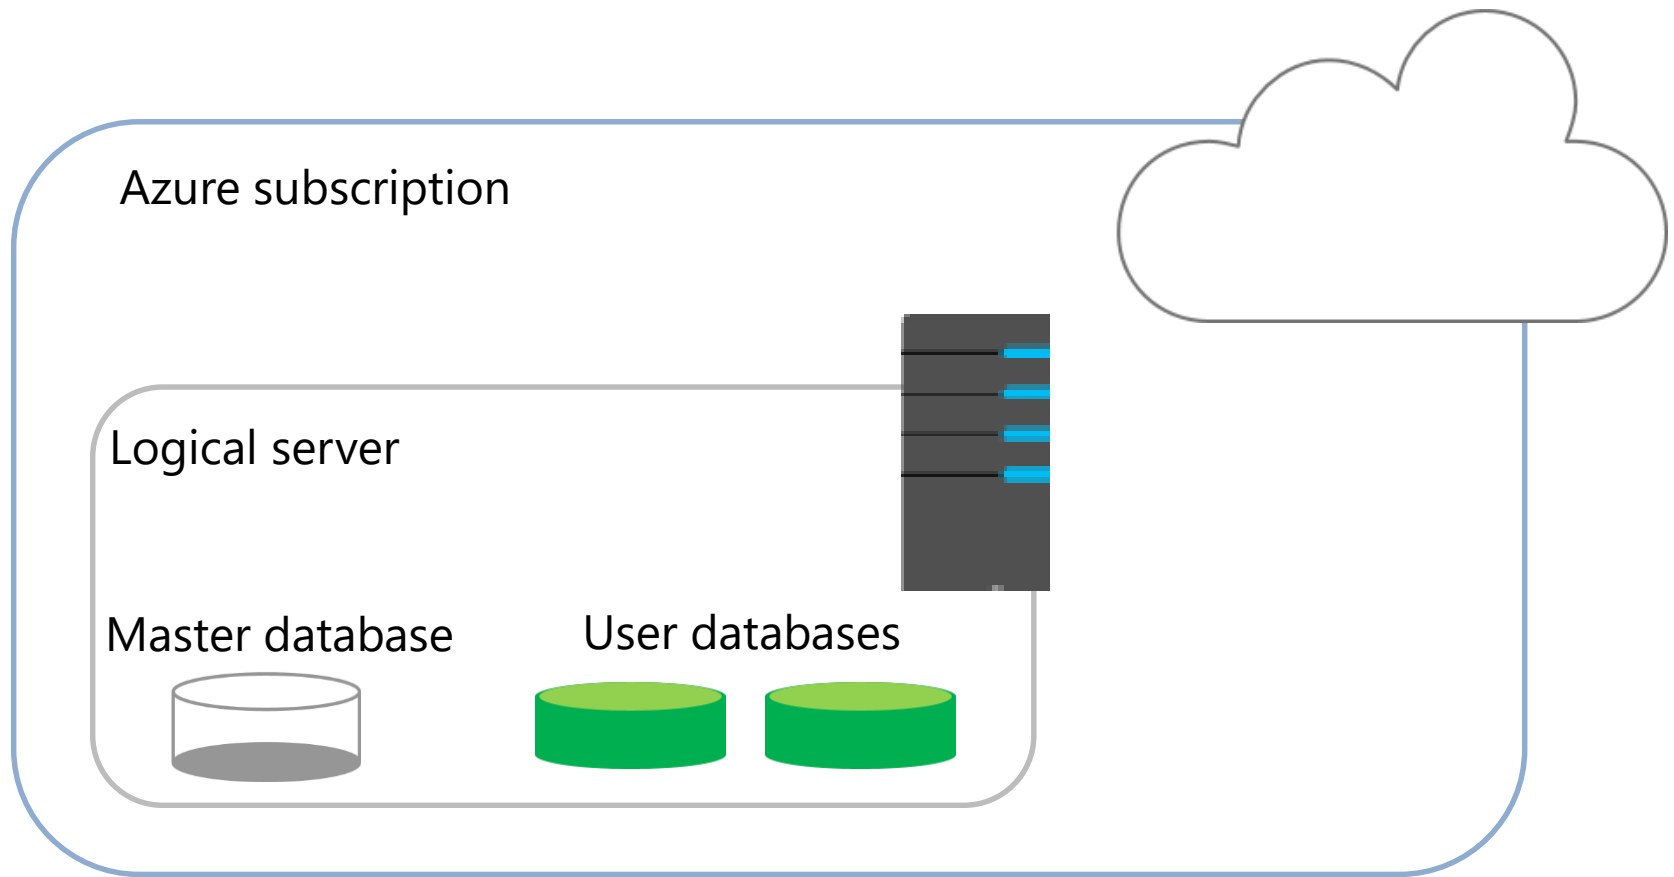 Azure subscription
Logical server
Master database
User databases